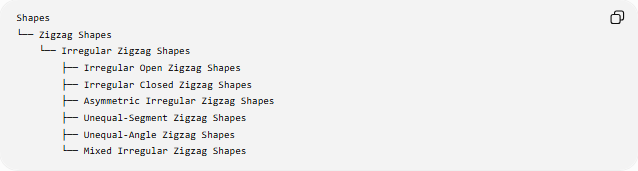 Shapes
└── Zigzag Shapes
    └── Irregular Zigzag Shapes
        ├── Irregular Open Zigzag Shapes
        ├── Irregular Closed Zigzag Shapes
        ├── Asymmetric Irregular Zigzag Shapes
        ├── Unequal-Segment Zigzag Shapes
        ├── Unequal-Angle Zigzag Shapes
        └── Mixed Irregular Zigzag Shapes